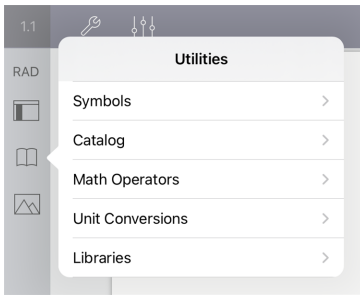 1.1
Utilities
RAD
Symbols
Catalog
Math Operators
Unit Conversions
Libraries